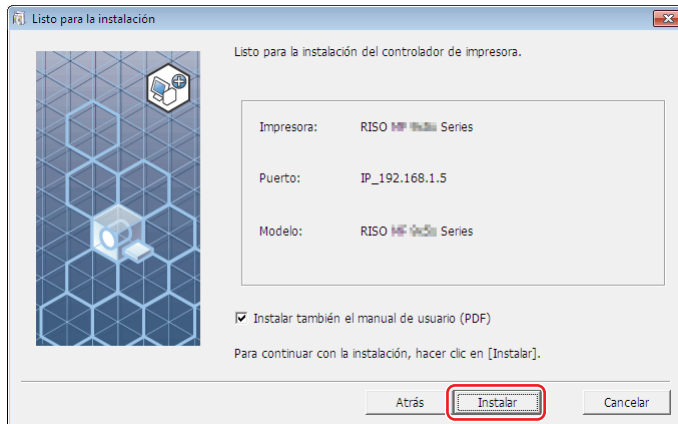 Listo para la instalación
Listo para la instalación del controlador de impresora.
Impresora: RISO Series
Puerto: IP_192.168.1.5
Modelo: RISO Series
Instalar también el manual de usuario (PDF)
Para continuar con la instalación, hacer clic en [Instalar].
Atrás Instalar Cancelar